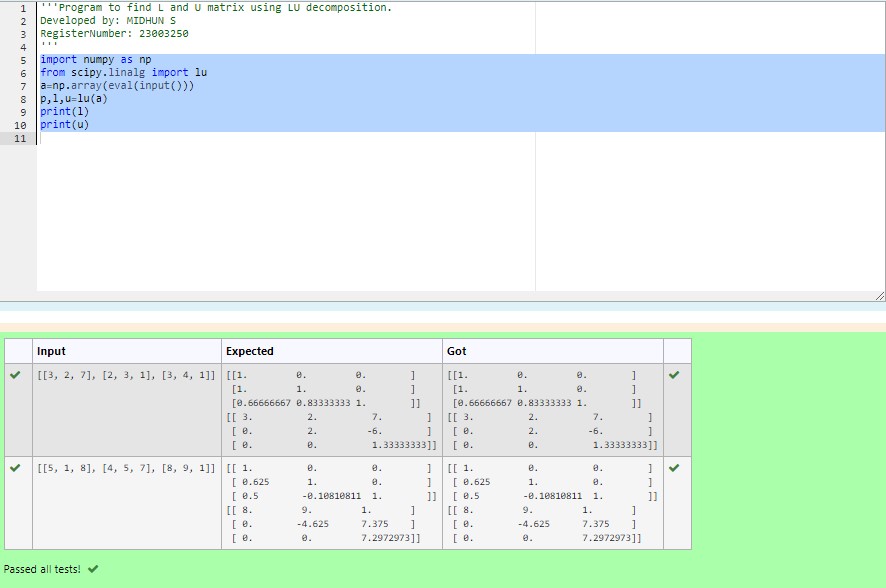 1 '''Program to find L and U matrix using LU decomposition.
2 Developed by: MIDHUN S
3 RegisterNumber: 23003250
4 '''
5 import numpy as np
6 from scipy.linalg import lu
7 a=np.array(eval(input()))
8 p,l,u=lu(a)
9 print(l)
10 print(u)
11
Input Expected Got
[[3, 2, 7], [2, 3, 1], [3, 4, 1]] [[1. 0. 0. ] [[1. 0. 0. ]
[1. 1. 0. ] [1. 1. 0. ]
[0.66666667 0.83333333 1. ]] [0.66666667 0.83333333 1. ]]
[[ 3. 2. 7. ] [[ 3. 2. 7. ]
[ 0. 2. -6. ] [ 0. 2. -6. ]
[ 0. 0. 1.33333333]] [ 0. 0. 1.33333333]]
[[5, 1, 8], [4, 5, 7], [8, 9, 1]] [[ 1. 0. 0. ] [[ 1. 0. 0. ]
[ 0.625 1. 0. ] [ 0.625 1. 0. ]
[ 0.5 -0.10810811 1. ]] [ 0.5 -0.10810811 1. ]]
[[ 8. 9. 1. ] [[ 8. 9. 1. ]
[ 0. -4.625 7.375 ] [ 0. -4.625 7.375 ]
[ 0. 0. 7.2972973]] [ 0. 0. 7.2972973]]
Passed all tests!